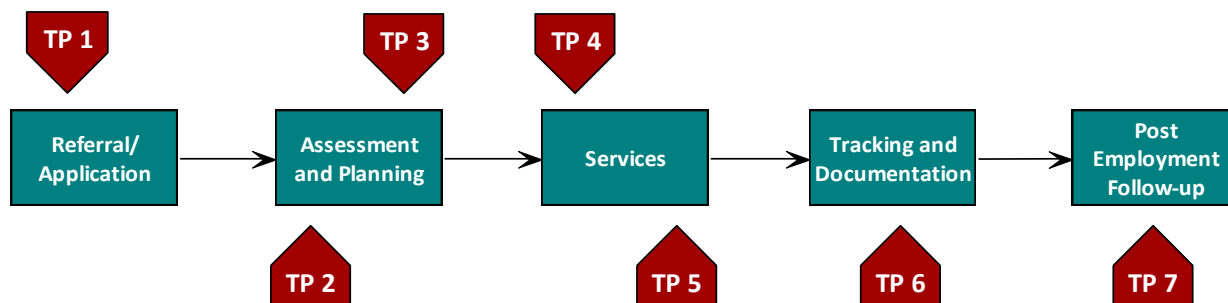 TP 1
TP 3
TP 4
Referral/
Application
Assessment
and Planning
Services
Tracking and
Documentation
Post
Employment
Follow-up
TP 2
TP 5
TP 6
TP 7